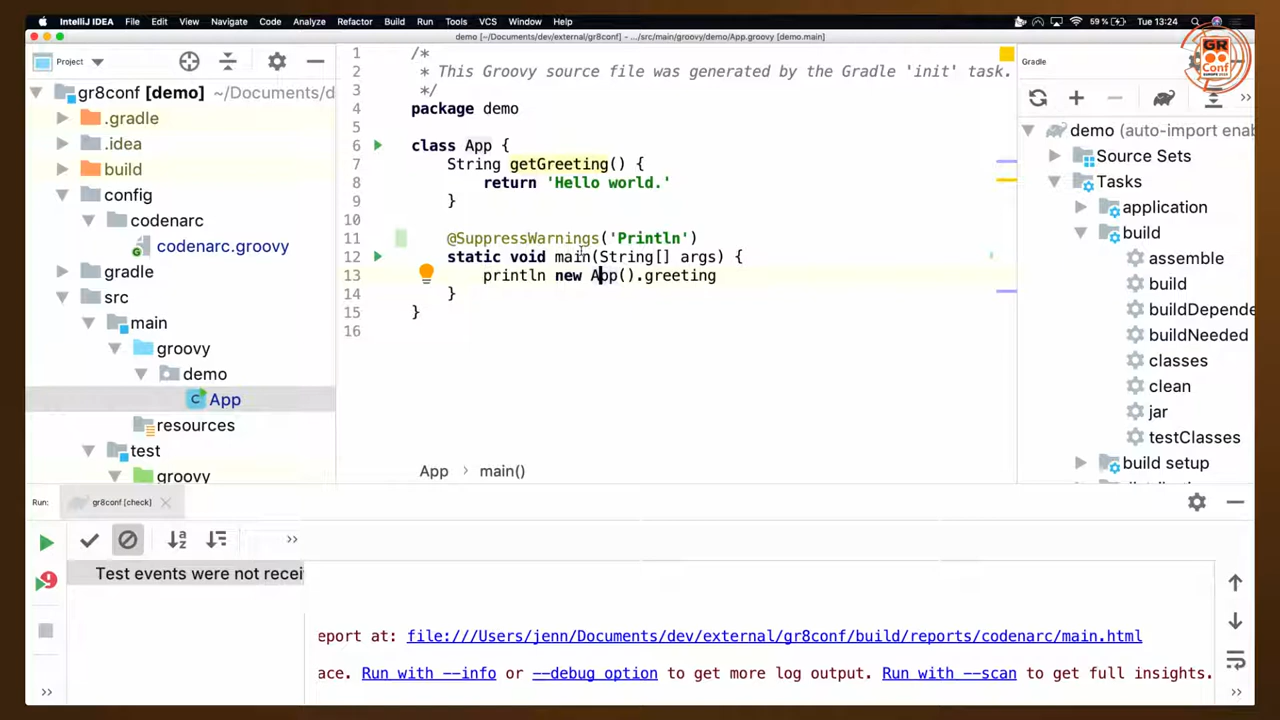 IntelliJ IDEA File Edit View Navigate Code Analyze Refactor Build Run Tools VCS Window Help 59 % Tue 13:24
demo [~/Documents/dev/external/gr8conf] - .../src/main/groovy/demo/App.groovy [demo.main]
Project
Gradle
GR
Conf
gr8conf [demo] ~/Documents/d
.gradle
.idea
build
config
codenarc
codenarc.groovy
gradle
src
main
groovy
demo
App
resources
test
groovy
1 /*
2 * This Groovy source file was generated by the Gradle 'init' task.
3 */
4 package demo
5
6 class App {
7 String getGreeting() {
8 return 'Hello world.'
9 }
10
11 @SuppressWarnings('Println')
12 static void main(String[] args) {
13 println new App().greeting
14 }
15 }
16
App > main()
demo (auto-import enab
Source Sets
Tasks
application
build
assemble
build
buildDepende
buildNeeded
classes
clean
jar
testClasses
build setup
Run: gr8conf [check]
Test events were not recei
eport at: file:///Users/jenn/Documents/dev/external/gr8conf/build/reports/codenarc/main.html
ace. Run with --info or --debug option to get more log output. Run with --scan to get full insights.